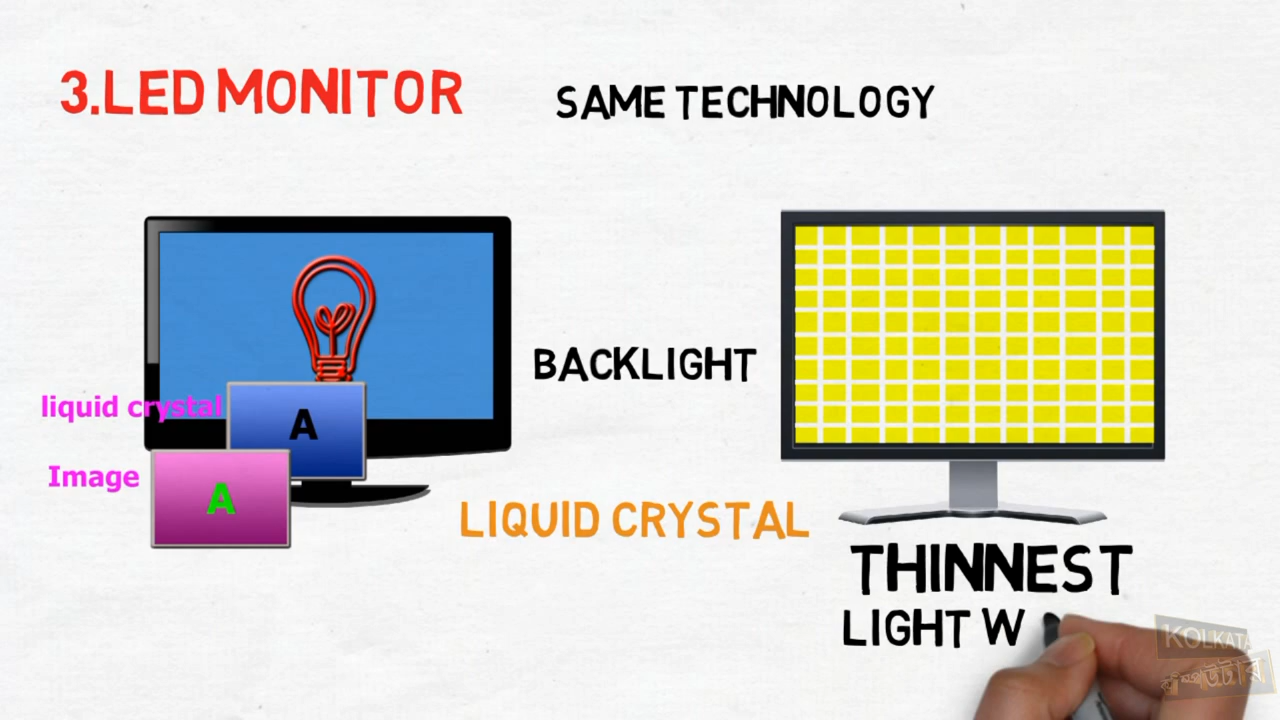 3.LED MONITOR
SAME TECHNOLOGY
BACKLIGHT
liquid crystal
A
Image
A
LIQUID CRYSTAL
THINNEST
LIGHT W
KOLKATA